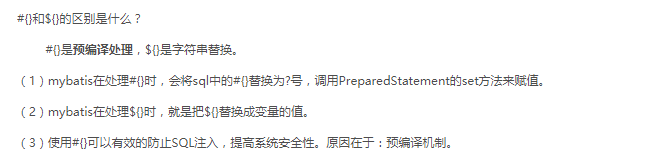 #{}和${}的区别是什么？
#{}是预编译处理，${}是字符串替换。
（1）mybatis在处理#{}时，会将sql中的#{}替换为?号，调用PreparedStatement的set方法来赋值。
（2）mybatis在处理${}时，就是把${}替换成变量的值。
（3）使用#{}可以有效的防止SQL注入，提高系统安全性。原因在于：预编译机制。